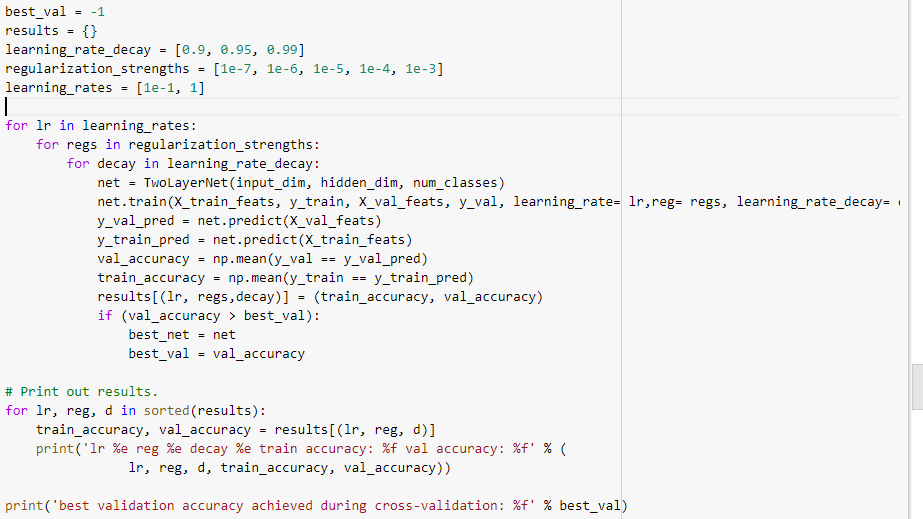 best_val = -1
results = {}
learning_rate_decay = [0.9, 0.95, 0.99]
regularization_strengths = [1e-7, 1e-6, 1e-5, 1e-4, 1e-3]
learning_rates = [1e-1, 1]
for lr in learning_rates:
    for regs in regularization_strengths:
        for decay in learning_rate_decay:
            net = TwoLayerNet(input_dim, hidden_dim, num_classes)
            net.train(X_train_feats, y_train, X_val_feats, y_val, learning_rate= lr,reg= regs, learning_rate_decay=
            y_val_pred = net.predict(X_val_feats)
            y_train_pred = net.predict(X_train_feats)
            val_accuracy = np.mean(y_val == y_val_pred)
            train_accuracy = np.mean(y_train == y_train_pred)
            results[(lr, regs,decay)] = (train_accuracy, val_accuracy)
            if (val_accuracy > best_val):
                best_net = net
                best_val = val_accuracy
# Print out results.
for lr, reg, d in sorted(results):
    train_accuracy, val_accuracy = results[(lr, reg, d)]
    print('lr %e reg %e decay %e train accuracy: %f val accuracy: %f' % (
                lr, reg, d, train_accuracy, val_accuracy))
print('best validation accuracy achieved during cross-validation: %f' % best_val)